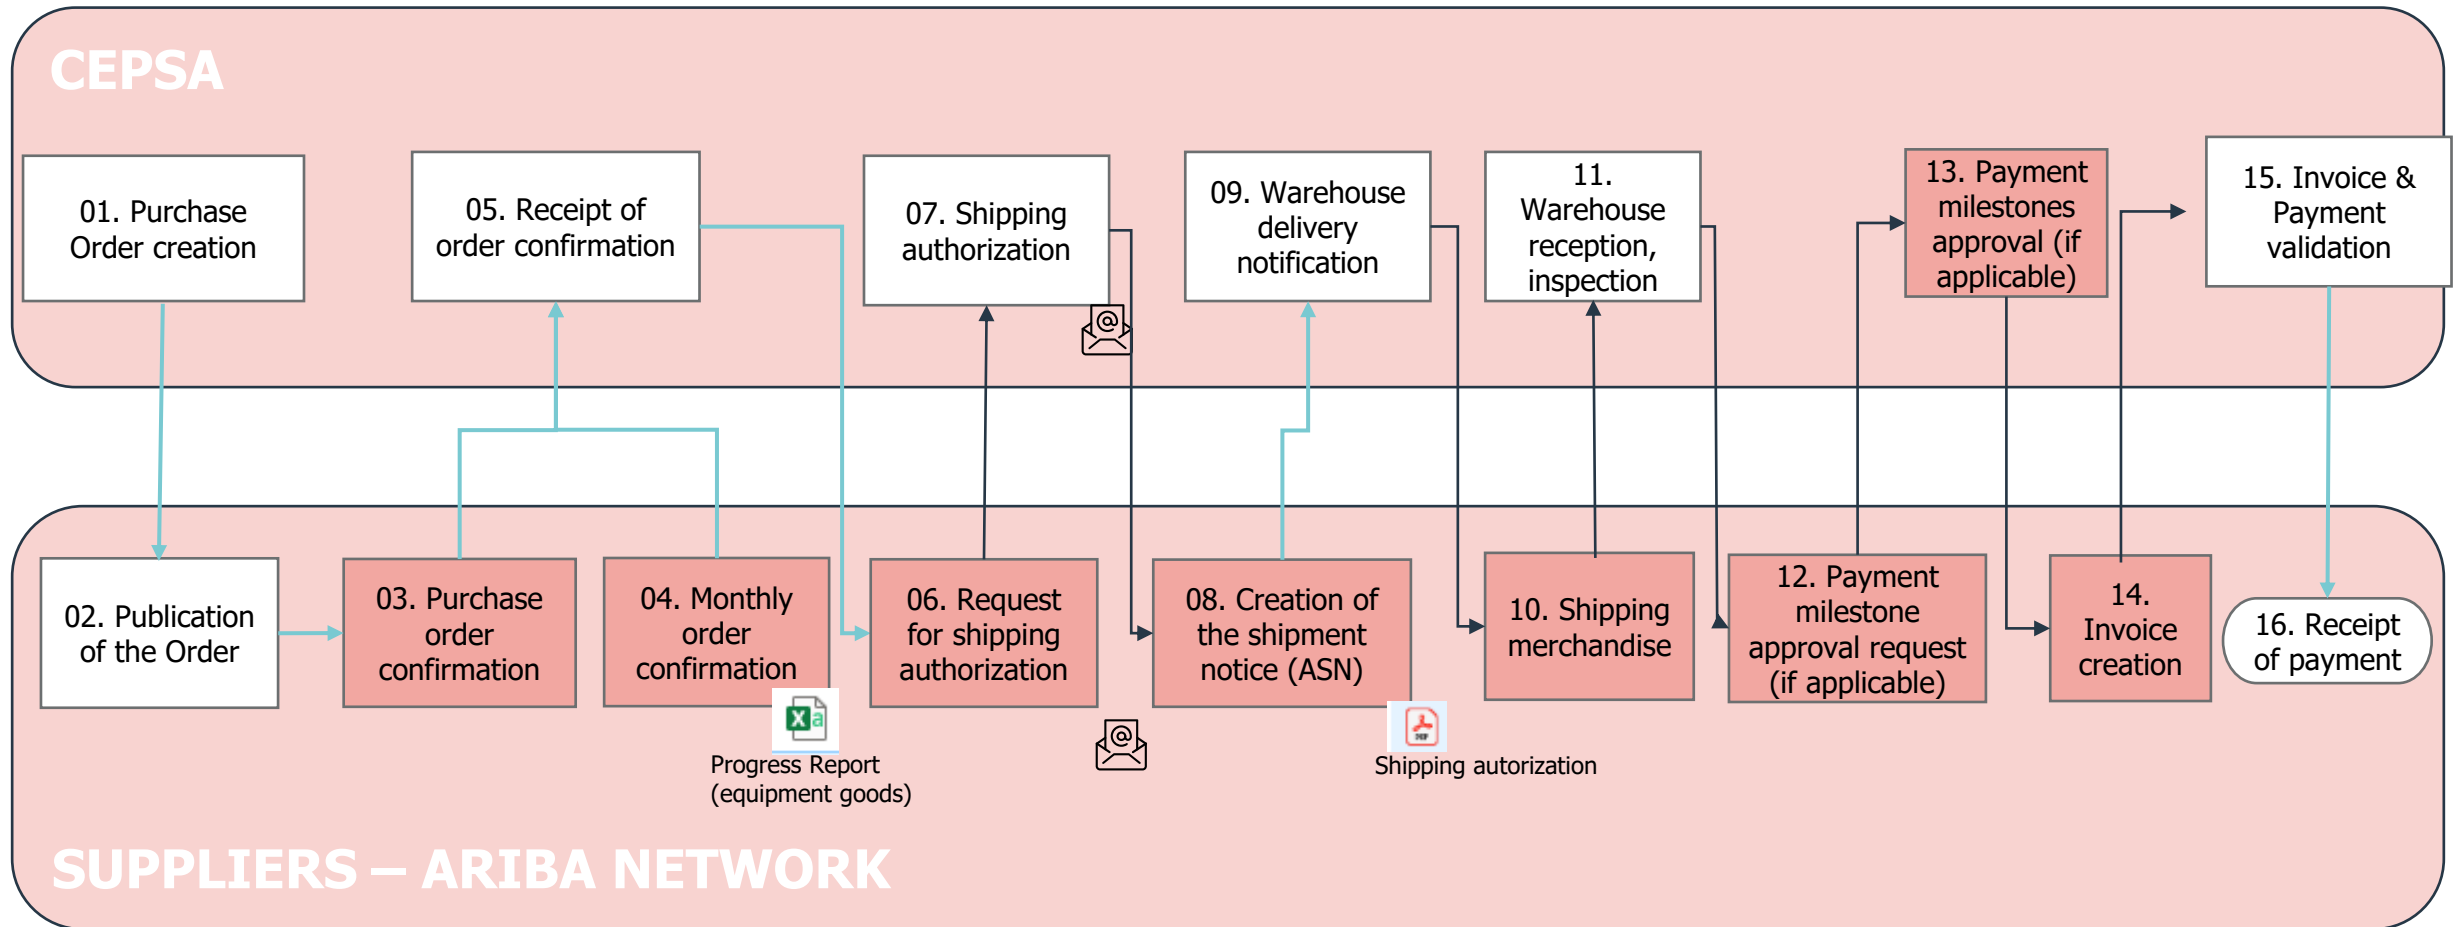 CEPSA
01. Purchase
Order creation
05. Receipt of
order confirmation
07. Shipping
authorization
09. Warehouse
delivery
notification
11.
Warehouse
reception,
inspection
13. Payment
milestones
approval (if
applicable)
15. Invoice &
Payment
validation
02. Publication
of the Order
03. Purchase
order
confirmation
04. Monthly
order
confirmation
Progress Report
(equipment goods)
06. Request
for shipping
authorization
08. Creation of
the shipment
notice (ASN)
Shipping autorization
10. Shipping
merchandise
12. Payment
milestone
approval request
(if applicable)
14.
Invoice
creation
16. Receipt
of payment
SUPPLIERS – ARIBA NETWORK